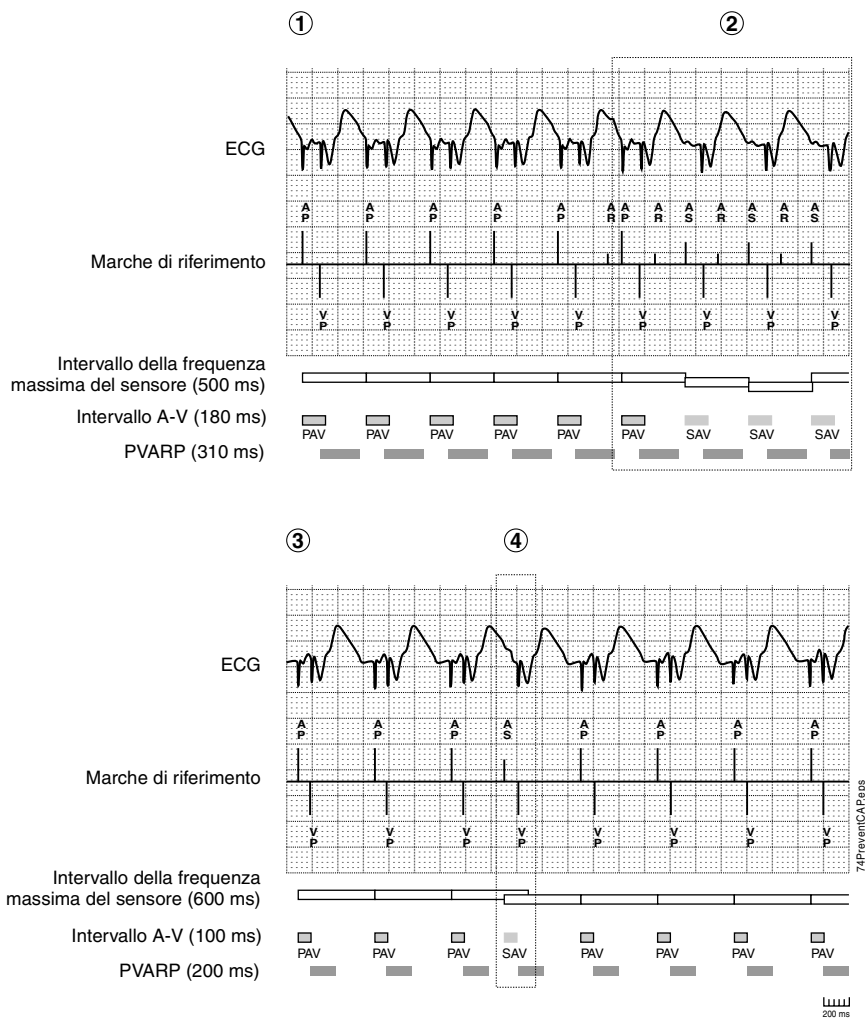 ① ②
ECG
A P A P A P A P A P A R A P A R A S A R A S A R A S
Marche di riferimento
V P V P V P V P V P V P V P V P V P
Intervallo della frequenza
massima del sensore (500 ms)
Intervallo A-V (180 ms)
PAV PAV PAV PAV PAV PAV SAV SAV SAV
PVARP (310 ms)
③ ④
ECG
A P A P A P A S A P A P A P A P
Marche di riferimento
V P V P V P V P V P V P V P V P
Intervallo della frequenza
massima del sensore (600 ms)
Intervallo A-V (100 ms)
PAV PAV PAV SAV PAV PAV PAV PAV
PVARP (200 ms)
200 ms
74PreventCAP.eps